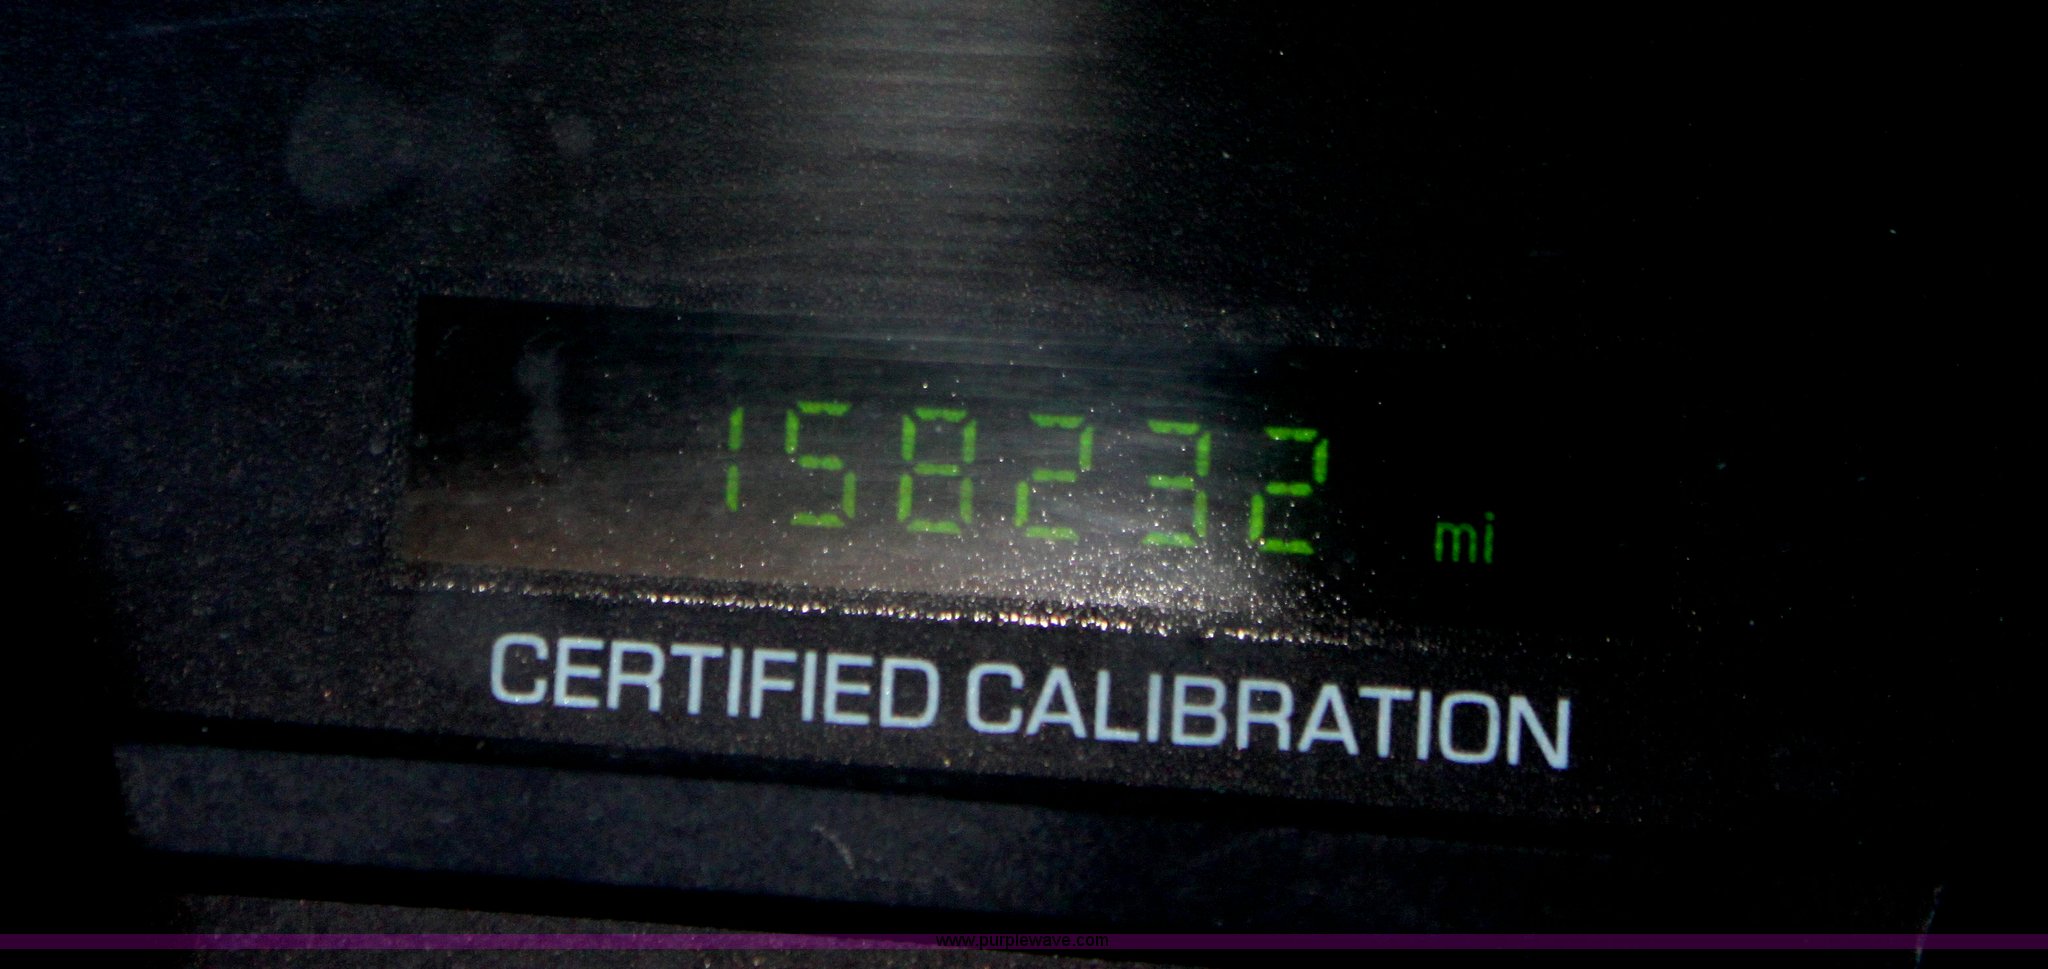 158232 mi
CERTIFIED CALIBRATION
www.purplewave.com